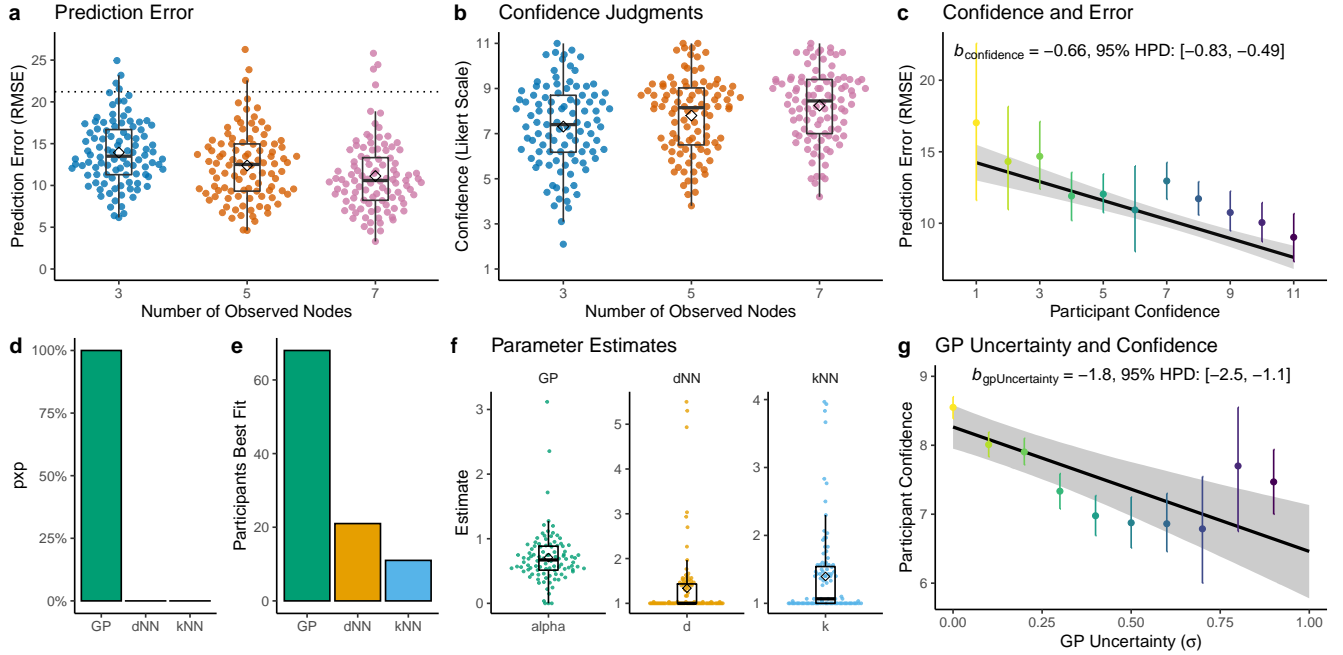 a Prediction Error
Prediction Error (RMSE)
25
20
15
10
5
0
3 5 7
Number of Observed Nodes
b Confidence Judgments
Confidence (Likert Scale)
11
9
7
5
3
1
3 5 7
Number of Observed Nodes
c Confidence and Error
b confidence = −0.66, 95% HPD: [−0.83, −0.49]
Prediction Error (RMSE)
20
15
10
1 3 5 7 9 11
Participant Confidence
d
pxp
100%
75%
50%
25%
0%
GP dNN kNN
e
Participants Best Fit
60
40
20
0
GP dNN kNN
f Parameter Estimates
Estimate
GP
3
2
1
0
alpha
dNN
5
4
3
2
1
d
kNN
4
3
2
1
k
g GP Uncertainty and Confidence
b gpUncertainty = −1.8, 95% HPD: [−2.5, −1.1]
Participant Confidence
9
8
7
6
0.00 0.25 0.50 0.75 1.00
GP Uncertainty (σ)